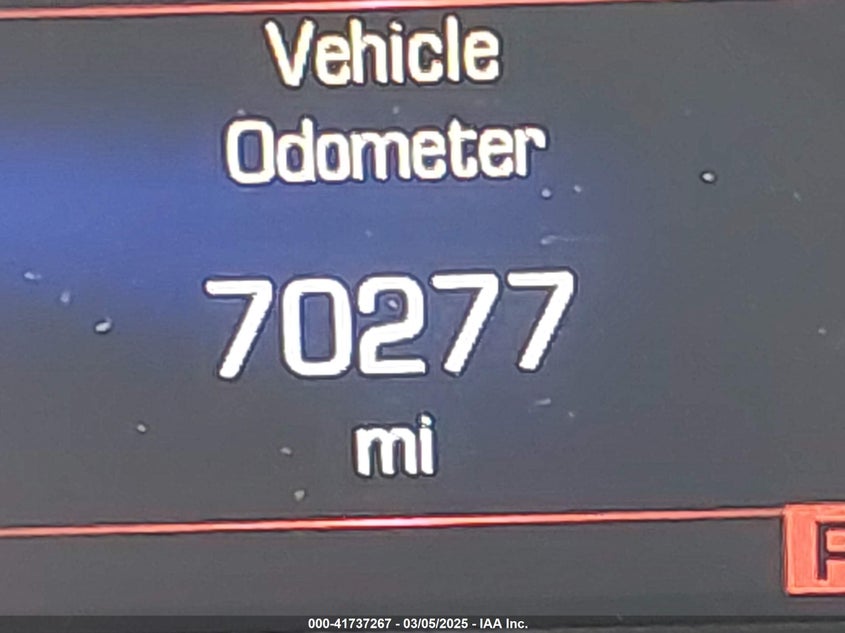 Vehicle
Odometer
70277
mi
000-41737267 - 03/05/2025 - IAA Inc.